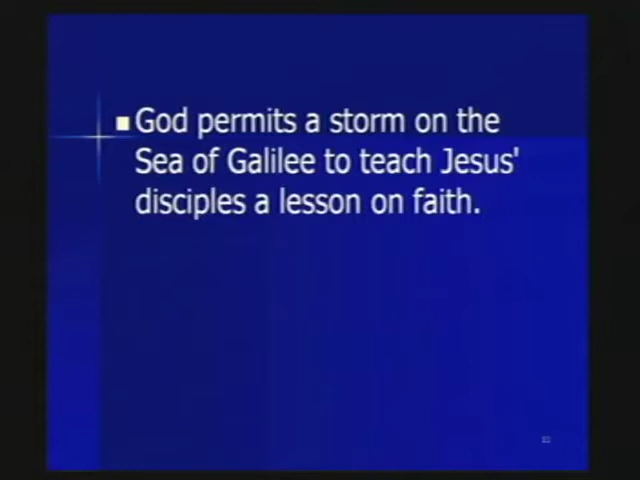 God permits a storm on the
Sea of Galilee to teach Jesus'
disciples a lesson on faith.